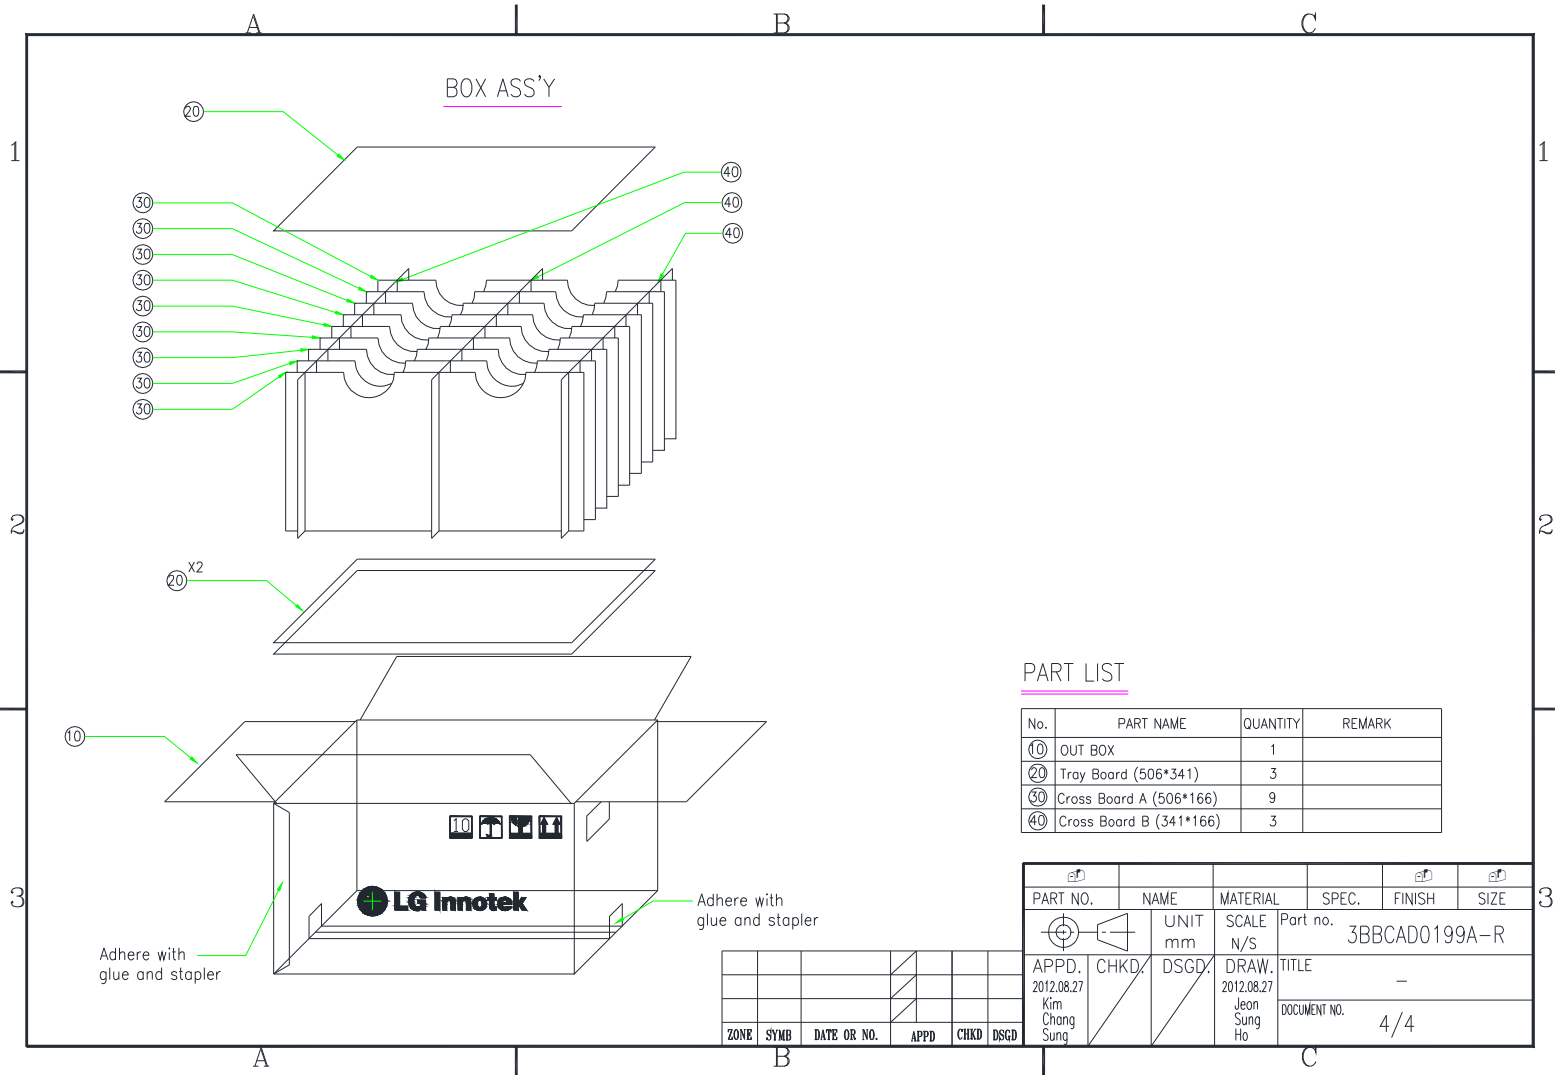 A B C
BOX ASS'Y
20
1 1
40
30
40
30
40
30
30
30
30
30
30
30
2 2
20 X2
PART LIST
No. PART NAME QUANTITY REMARK
10 OUT BOX 1
20 Tray Board (506*341) 3
30 Cross Board A (506*166) 9
40 Cross Board B (341*166) 3
10
10
LG Innotek
3 3
Adhere with
glue and stapler
Adhere with
glue and stapler
PART NO. NAME MATERIAL SPEC. FINISH SIZE
UNIT
mm
SCALE
N/S
Part no.
3BBCAD0199A-R
APPD.
2012.08.27
Kim
Chang
Sung
CHKD.
DSGD.
DRAW.
2012.08.27
Jeon
Sung
Ho
TITLE
-
DOCUMENT NO.
4/4
ZONE SYMB DATE OR NO. APPD CHKD DSGD
A B C